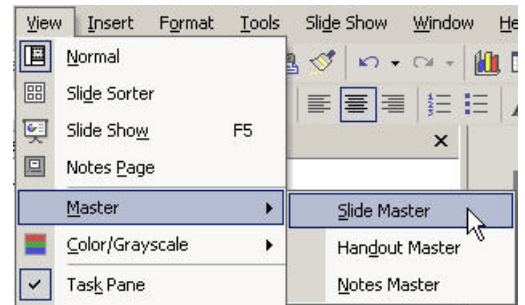 View Insert Format Tools Slide Show Window He
Normal
Slide Sorter
Slide Show F5
Notes Page
Master
Slide Master
Color/Grayscale
Handout Master
Task Pane
Notes Master